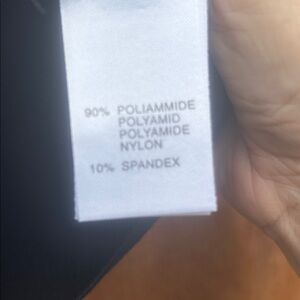 90% POLIAMMIDE
POLYAMID
POLYAMIDE
NYLON
10% SPANDEX